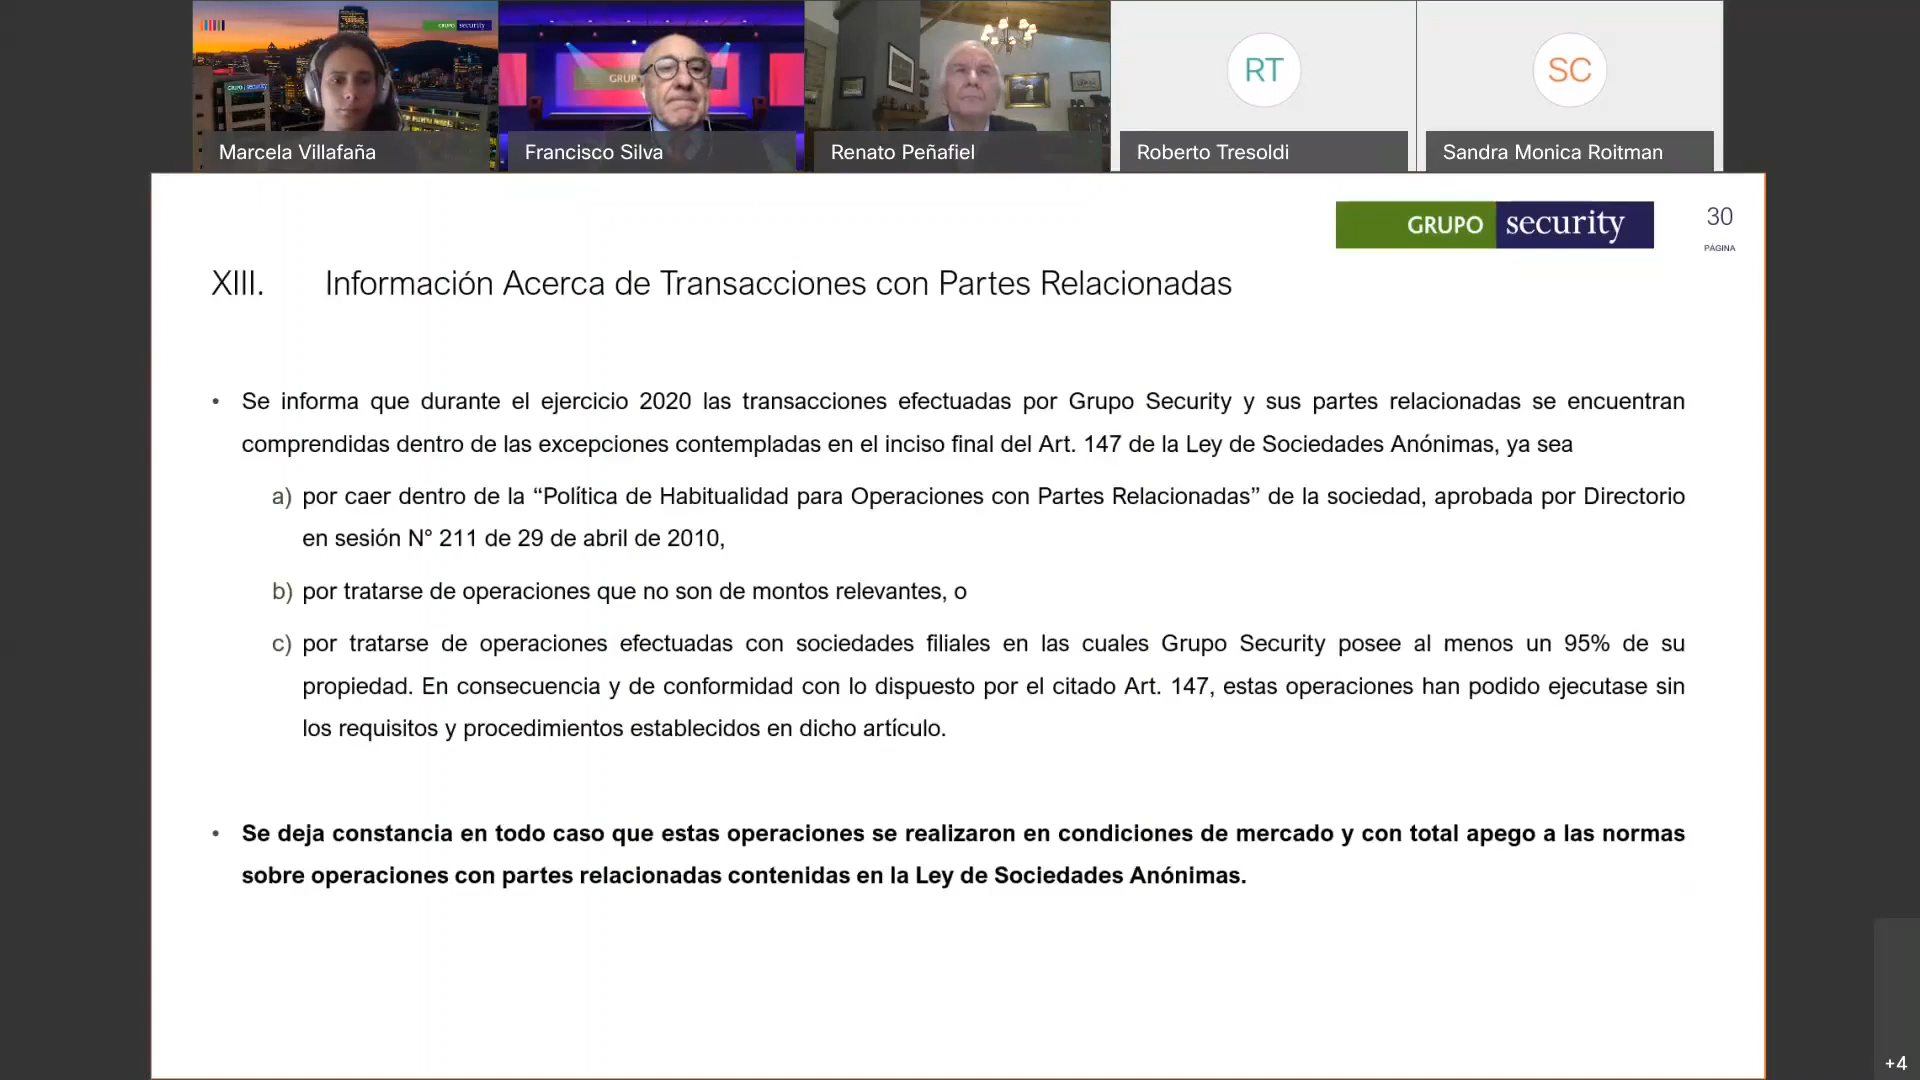 GRUPO security
GRUPO security
GRUP
RT
SC
Marcela Villafaña
Francisco Silva
Renato Peñafiel
Roberto Tresoldi
Sandra Monica Roitman
GRUPO security
30
PÁGINA
XIII. Información Acerca de Transacciones con Partes Relacionadas
• Se informa que durante el ejercicio 2020 las transacciones efectuadas por Grupo Security y sus partes relacionadas se encuentran
comprendidas dentro de las excepciones contempladas en el inciso final del Art. 147 de la Ley de Sociedades Anónimas, ya sea
a) por caer dentro de la “Política de Habitualidad para Operaciones con Partes Relacionadas” de la sociedad, aprobada por Directorio
en sesión N° 211 de 29 de abril de 2010,
b) por tratarse de operaciones que no son de montos relevantes, o
c) por tratarse de operaciones efectuadas con sociedades filiales en las cuales Grupo Security posee al menos un 95% de su
propiedad. En consecuencia y de conformidad con lo dispuesto por el citado Art. 147, estas operaciones han podido ejecutase sin
los requisitos y procedimientos establecidos en dicho artículo.
• Se deja constancia en todo caso que estas operaciones se realizaron en condiciones de mercado y con total apego a las normas
sobre operaciones con partes relacionadas contenidas en la Ley de Sociedades Anónimas.
+4